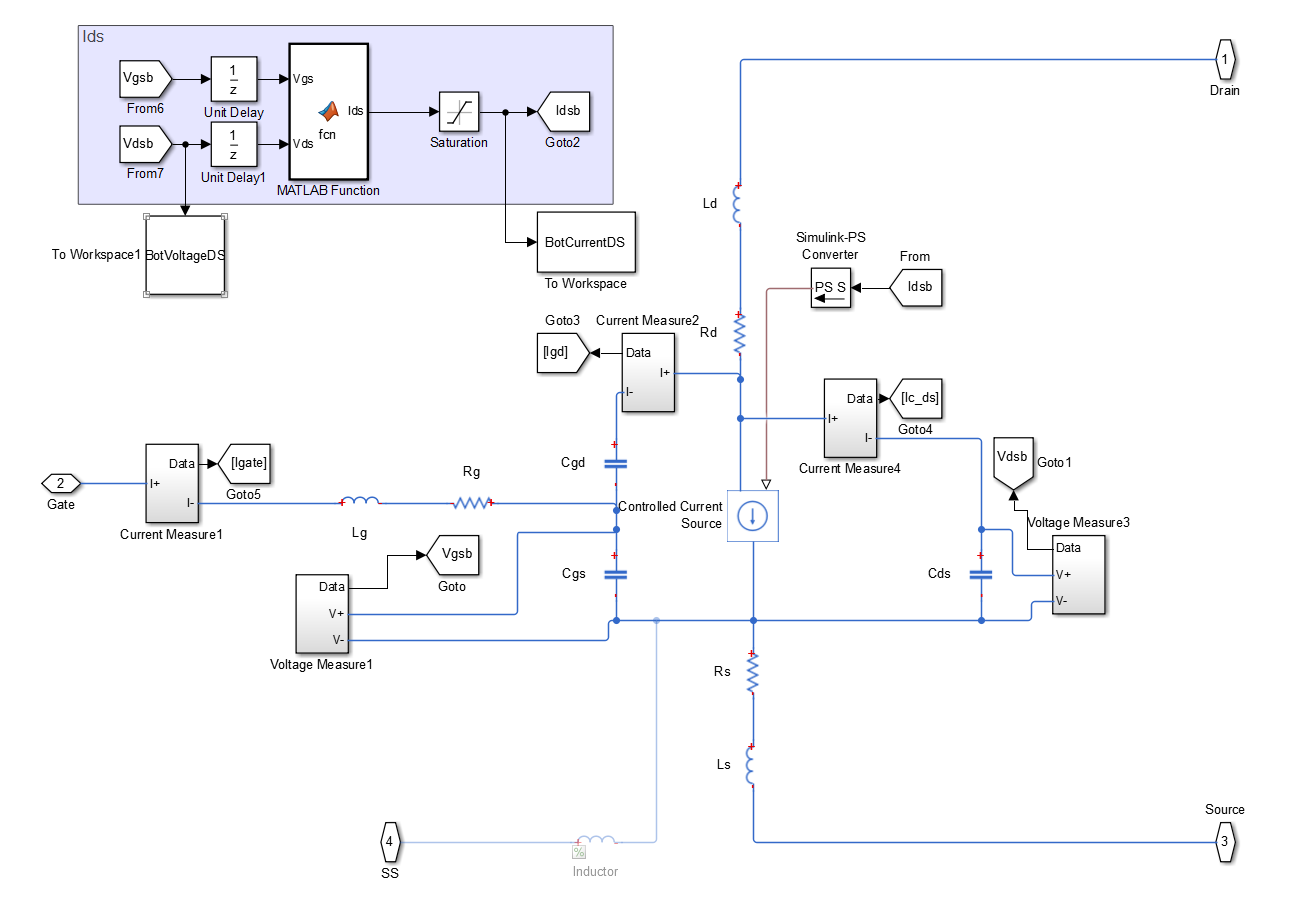 Ids
Vgsb
From6
1
z
Unit Delay
Vdsb
From7
1
z
Unit Delay1
Vgs
Vds
Ids
fcn
MATLAB Function
Saturation
Idsb
Goto2
To Workspace1
BotVoltageDS
BotCurrentDS
To Workspace
1
Drain
Ld
Simulink-PS
Converter
PS S
From
Idsb
Rd
Goto3
[Igd]
Current Measure2
Data
I+
I-
Data
I+
I-
[Ic_ds]
Goto4
Current Measure4
2
Gate
Data
I+
I-
[Igate]
Goto5
Current Measure1
Lg
Rg
Cgd
Controlled Current
Source
Vdsb
Goto1
Voltage Measure3
Data
V+
V-
Vgsb
Goto
Data
V+
V-
Voltage Measure1
Cgs
Cds
Rs
Ls
4
SS
%
Inductor
Source
3